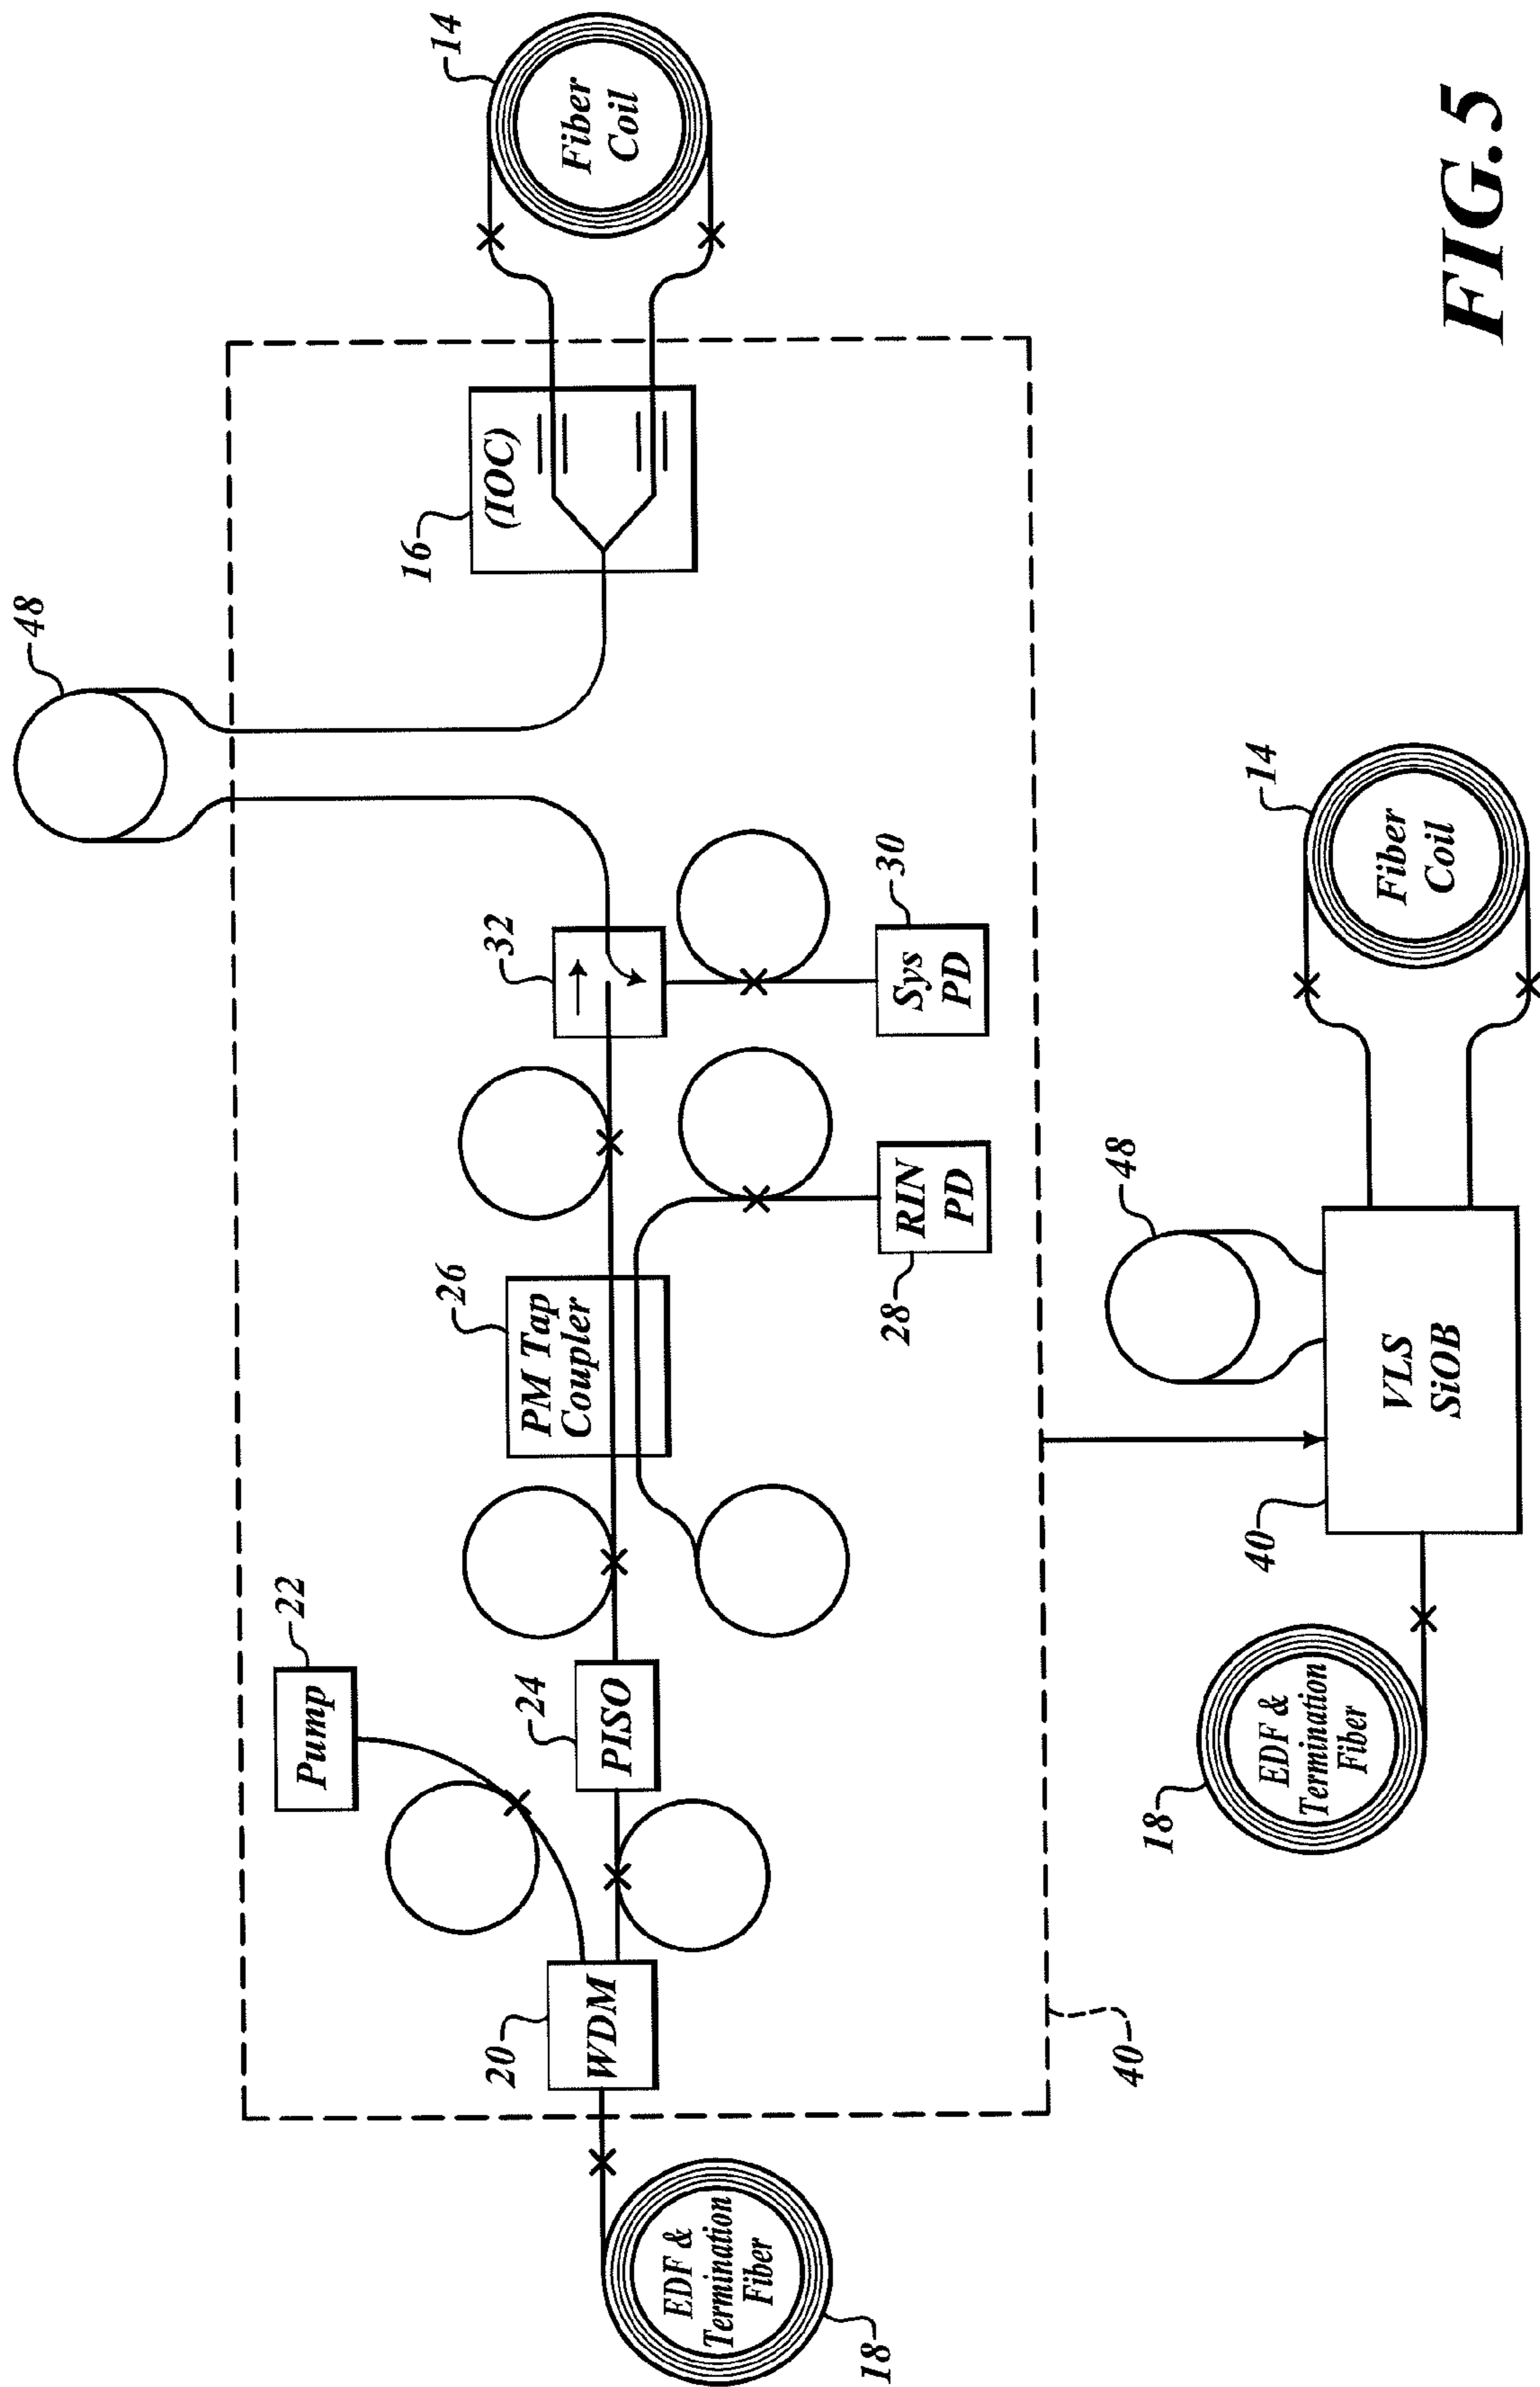 48
14
Fiber
Coil
16
(IOC)
22
Pump
20
WDM
24
PISO
26
PM Tap
Coupler
32
28
RIN
PD
30
Sys
PD
EDF &
Termination
Fiber
18
40
48
14
Fiber
Coil
40
VLS
SiOB
18
EDF &
Termination
Fiber
FIG.5